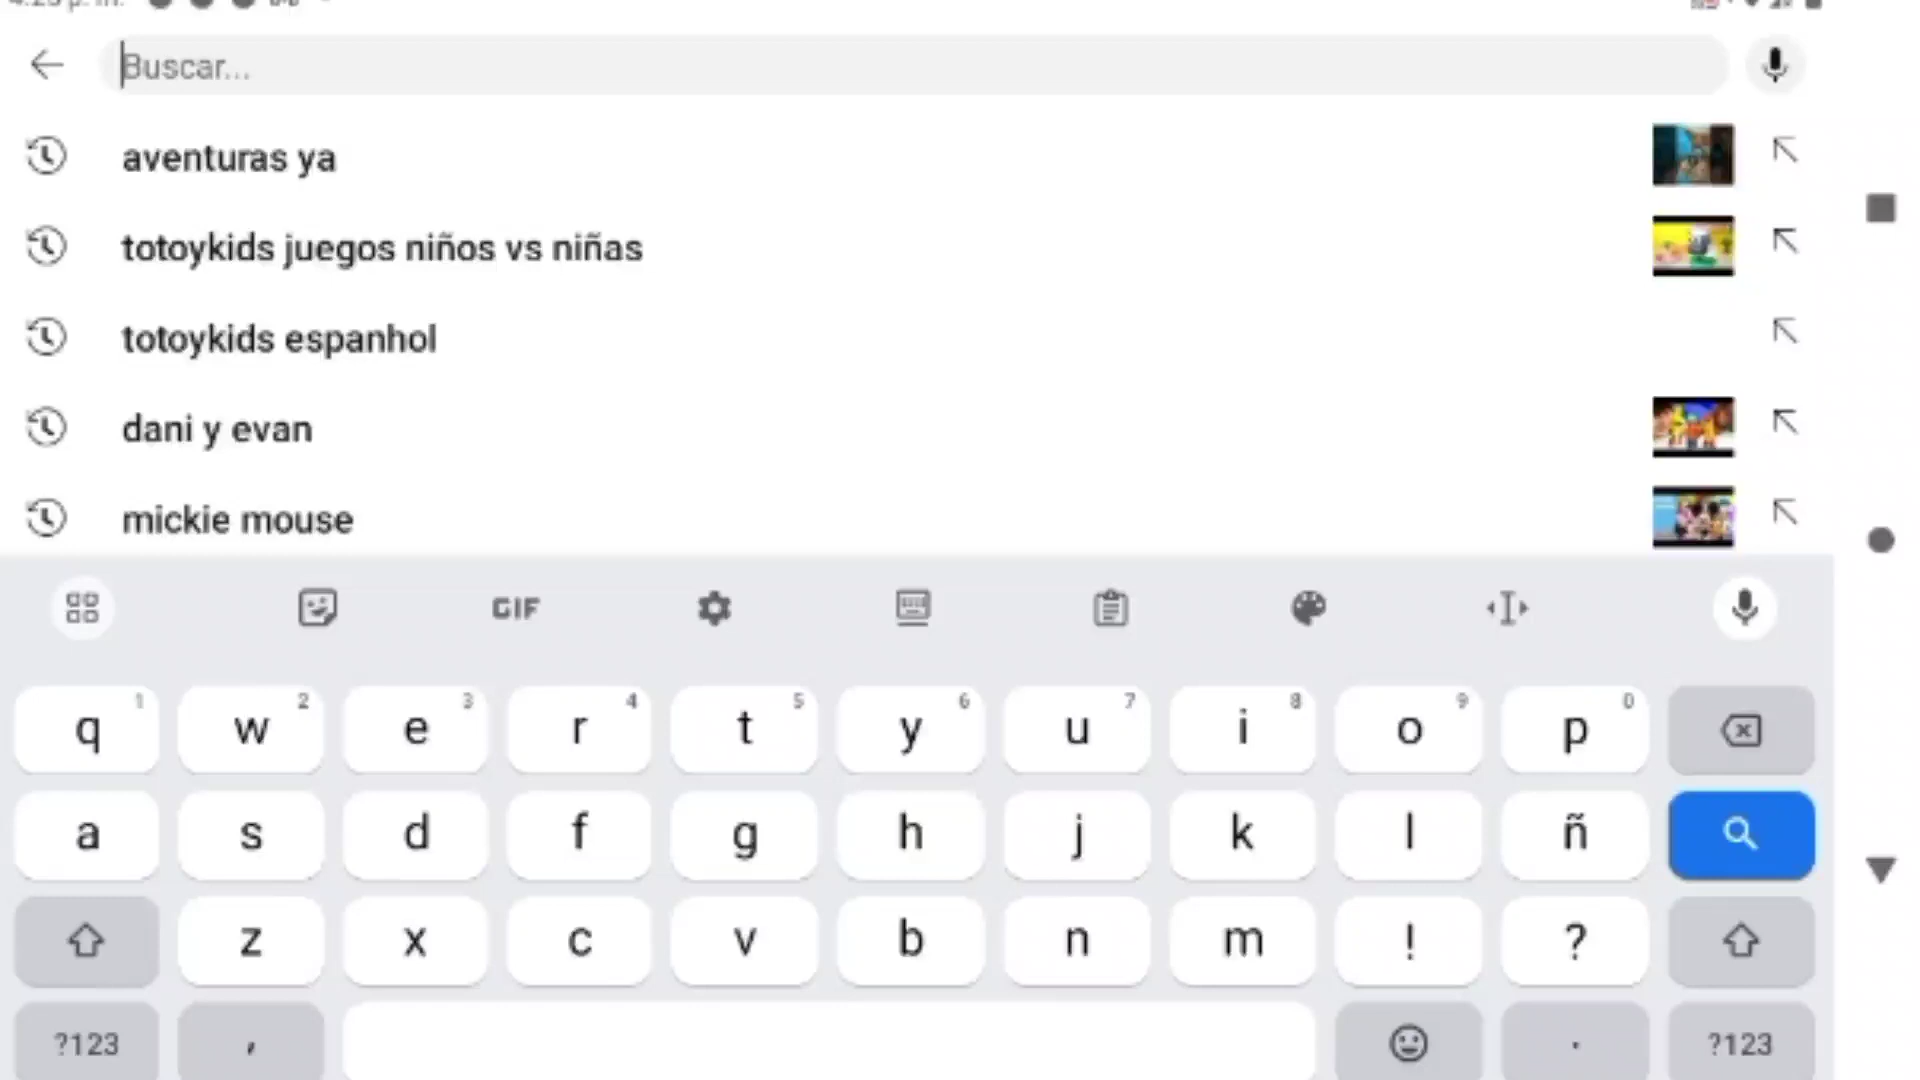 Buscar...
aventuras ya
totoykids juegos niños vs niñas
totoykids espanhol
dani y evan
mickie mouse
GIF
q 1 w 2 e 3 r 4 t 5 y 6 u 7 i 8 o 9 p 0
a s d f g h j k l ñ
z x c v b n m ! ?
?123 , . ?123